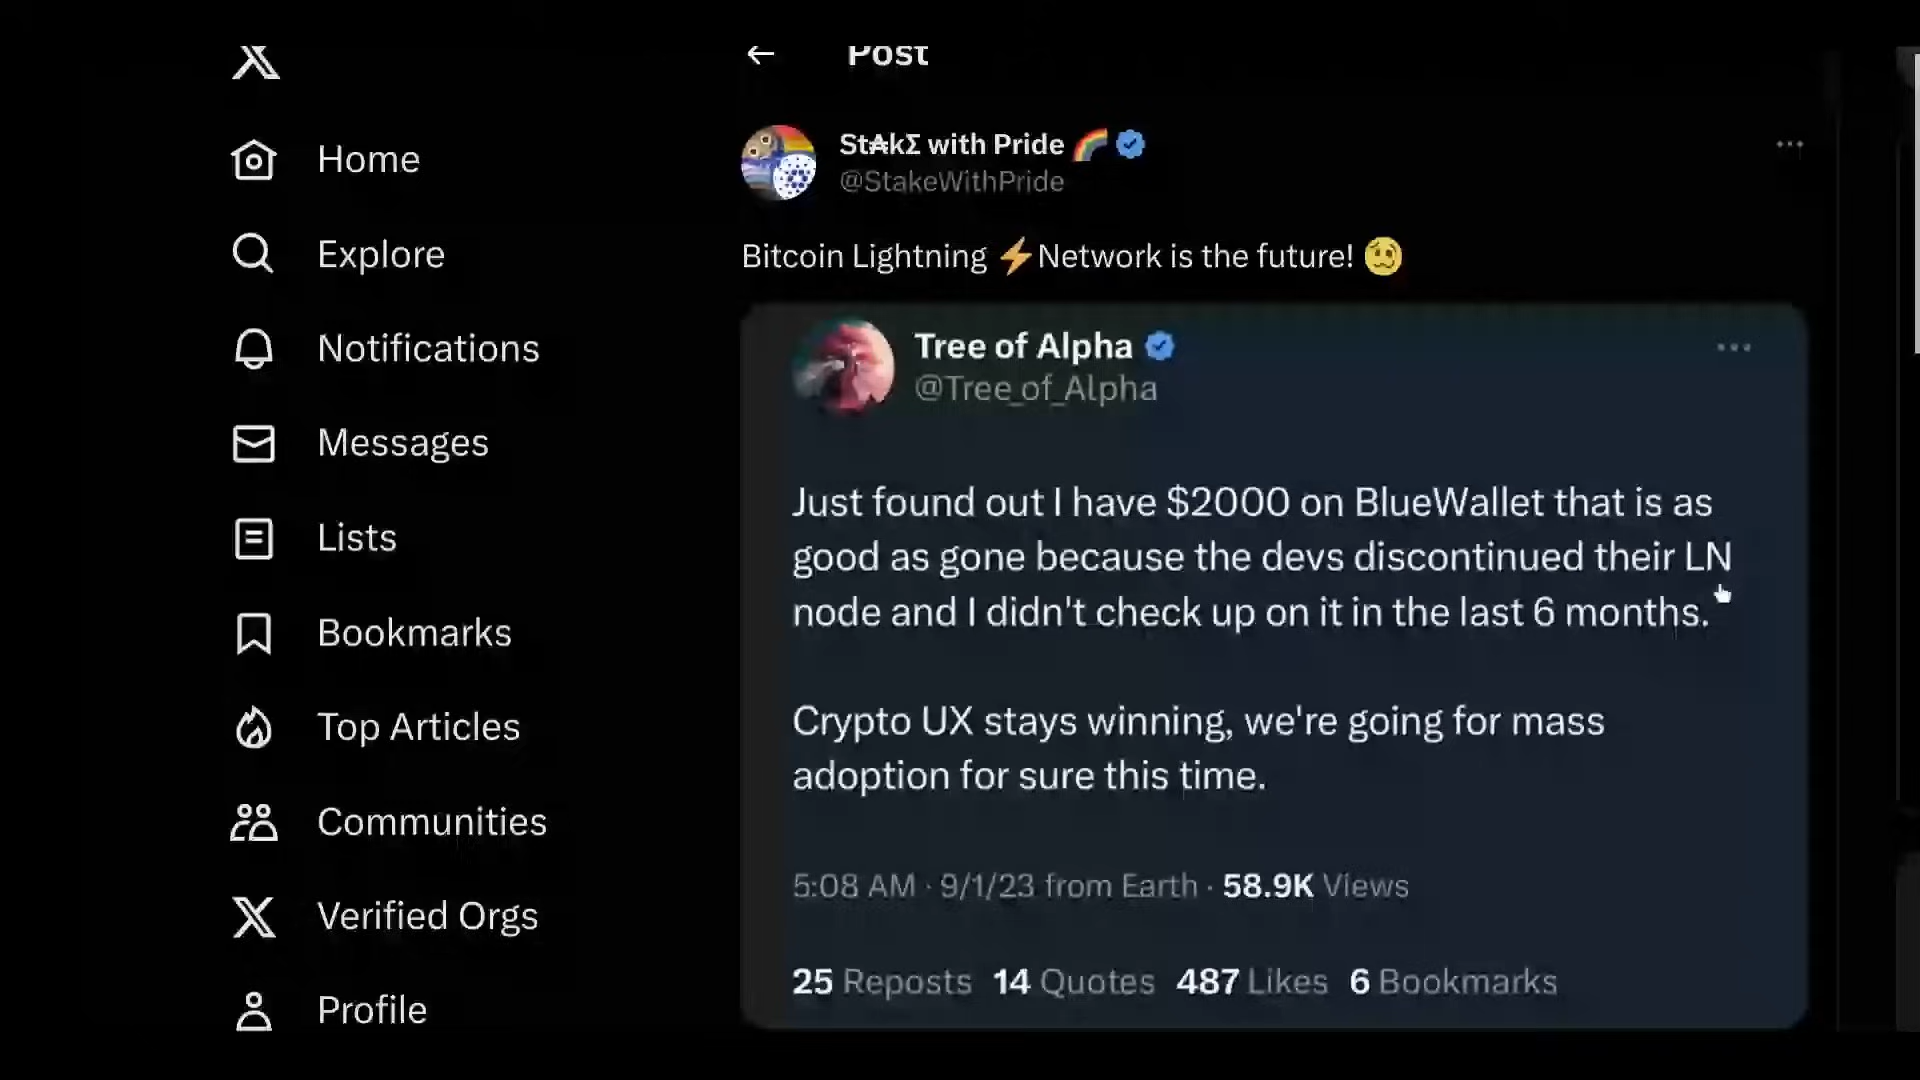 Post
Home
Explore
Notifications
Messages
Lists
Bookmarks
Top Articles
Communities
Verified Orgs
Profile
St₳kΣ with Pride 🌈
@StakeWithPride
Bitcoin Lightning ⚡Network is the future! 🥴
Tree of Alpha
@Tree_of_Alpha
Just found out I have $2000 on BlueWallet that is as
good as gone because the devs discontinued their LN
node and I didn't check up on it in the last 6 months.
Crypto UX stays winning, we're going for mass
adoption for sure this time.
5:08 AM · 9/1/23 from Earth · 58.9K Views
25 Reposts 14 Quotes 487 Likes 6 Bookmarks